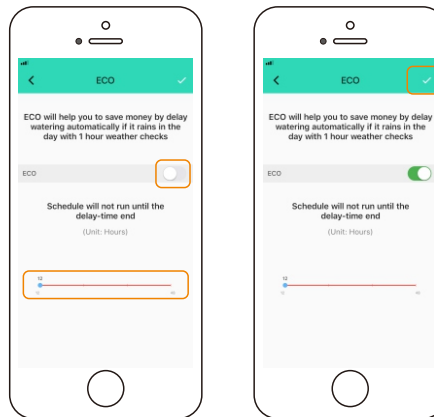 ECO
ECO will help you to save money by delay
watering automatically if it rains in the
day with 1 hour weather checks
ECO
Schedule will not run until the
delay-time end
(Unit: Hours)
12
ECO
ECO will help you to save money by delay
watering automatically if it rains in the
day with 1 hour weather checks
ECO
Schedule will not run until the
delay-time end
(Unit: Hours)
12